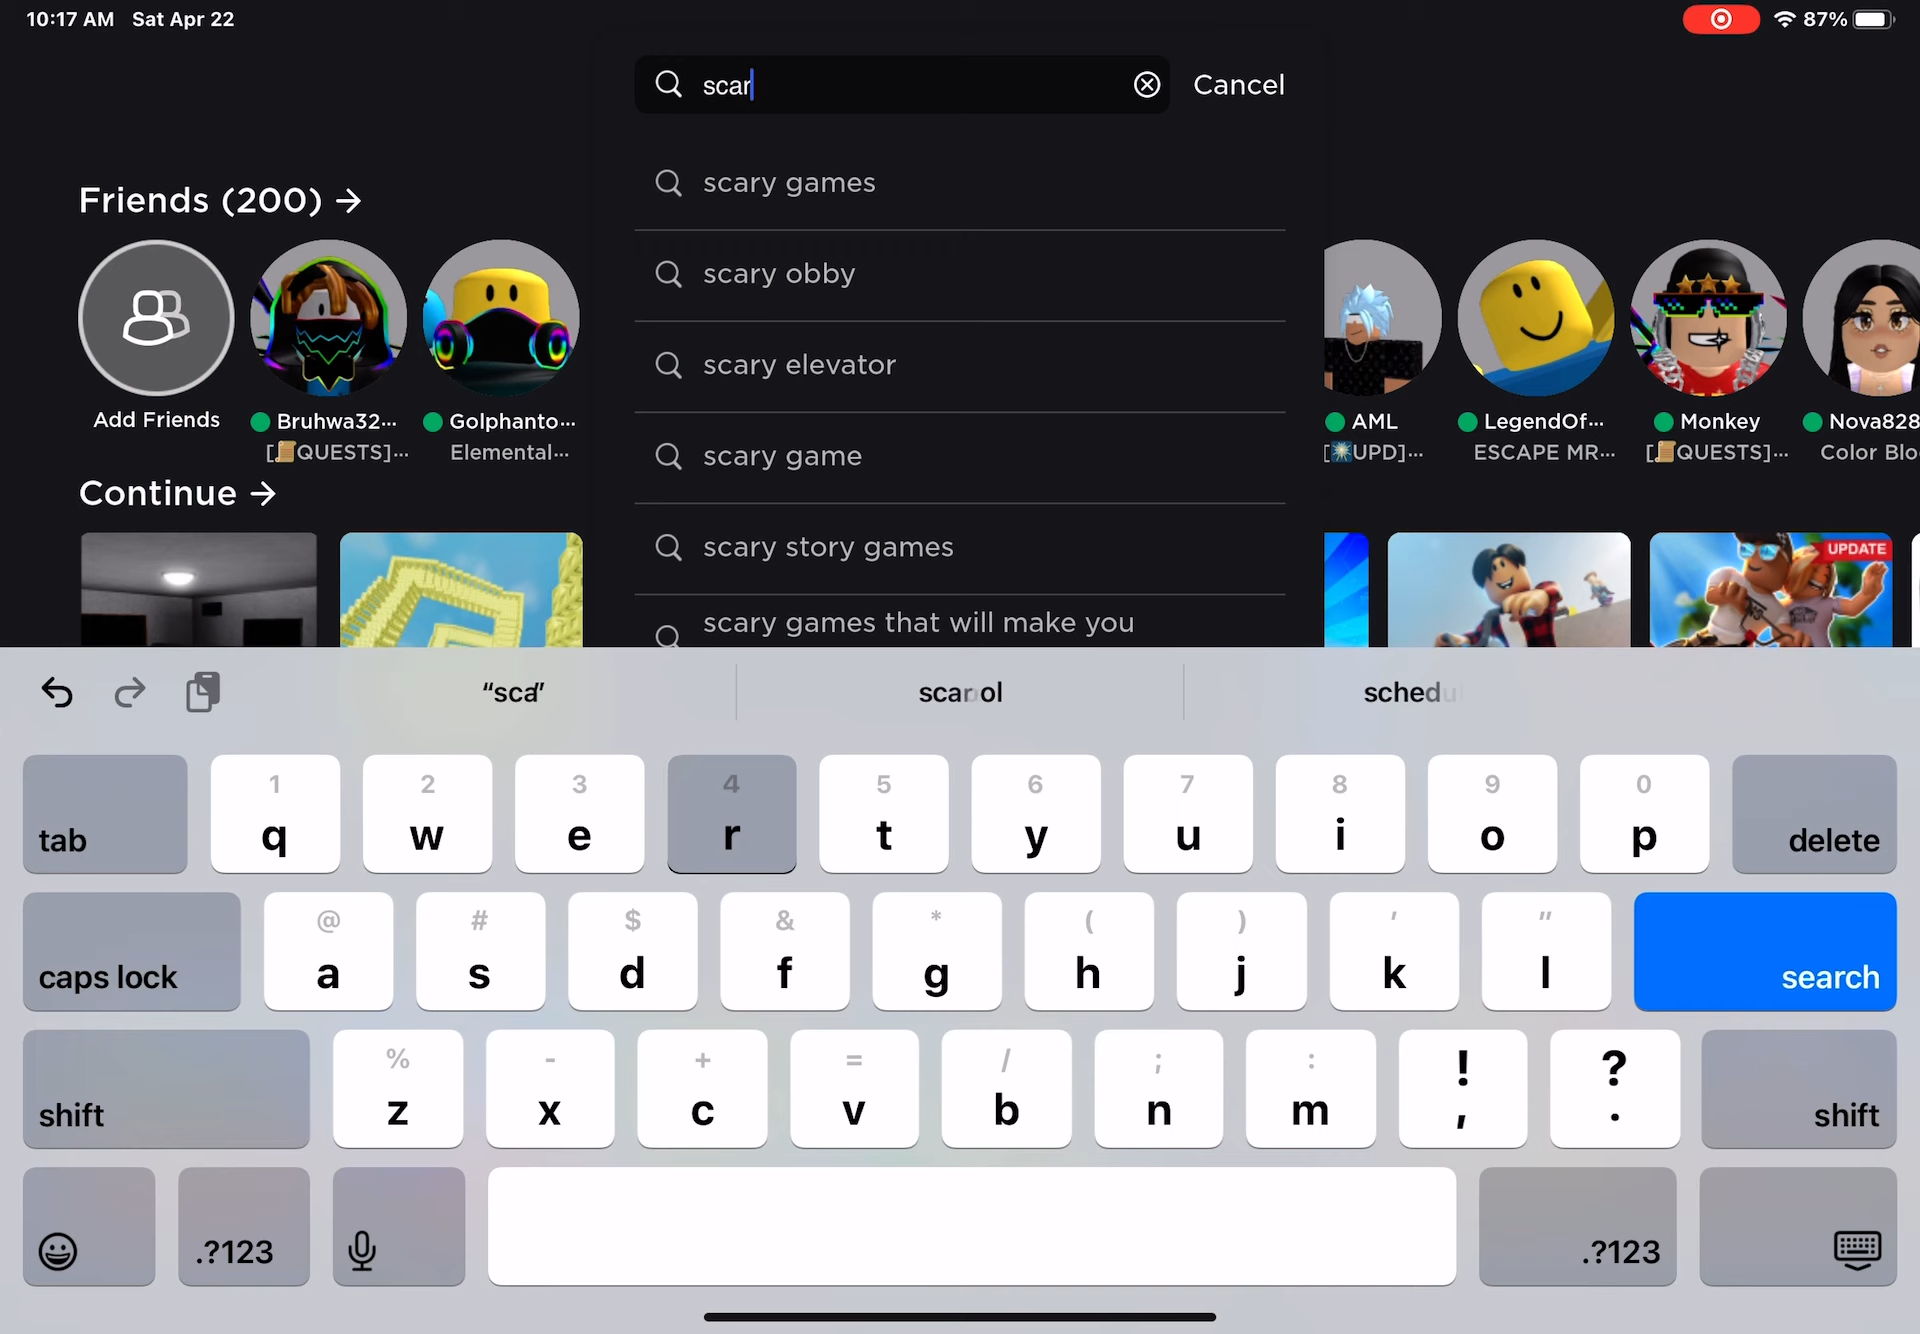 10:17 AM Sat Apr 22
87%
scar
Cancel
scary games
scary obby
scary elevator
scary game
scary story games
scary games that will make you
Friends (200) →
Add Friends
Bruhwa32...
[📜QUESTS]...
Golphanto...
Elemental...
AML
[🎆UPD]...
LegendOf...
ESCAPE MR...
Monkey
[📜QUESTS]...
Nova828
Color Blo
Continue →
UPDATE
“sca”
tab
1 2 3 4 5 6 7 8 9 0
q w e r t y u i o p
delete
caps lock
@ # $ & * ( ) ' "
a s d f g h j k l
search
shift
% - + = / ; : ! ?
z x c v b n m , .
shift
.?123
.?123